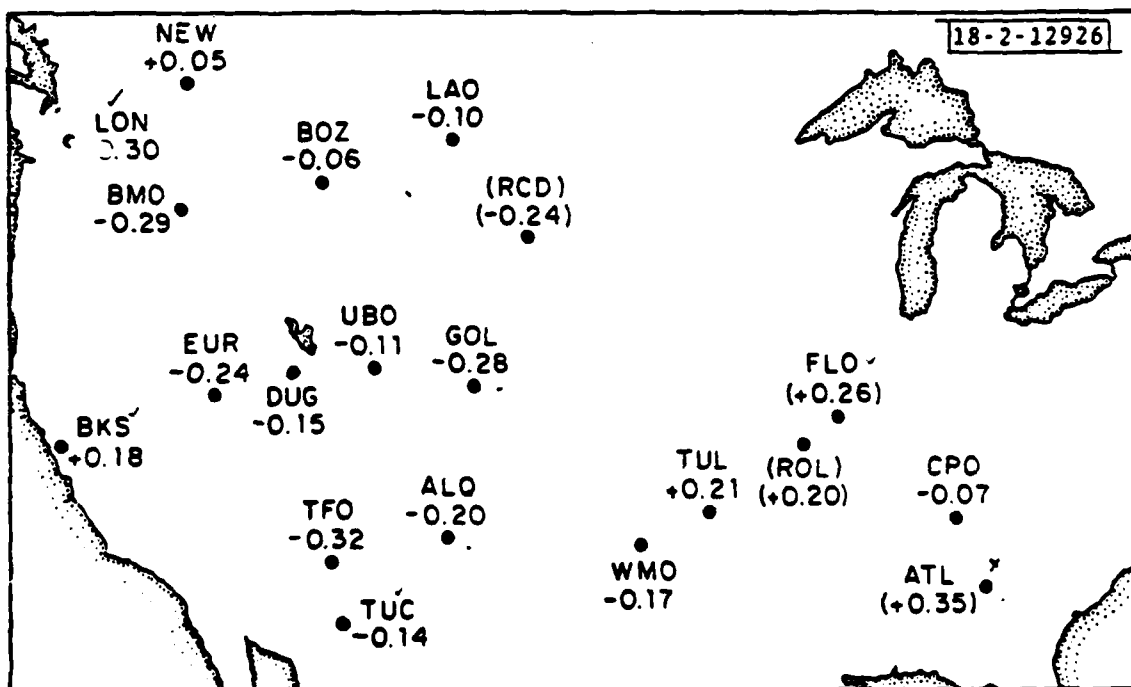 18-2-12926
NEW
+0.05
LON
0.30
BOZ
-0.06
LAO
-0.10
BMO
-0.29
(RCD)
(-0.24)
EUR
-0.24
DUG
-0.15
UBO
-0.11
GOL
-0.28
FLO
(+0.26)
BKS
+0.18
TUL
+0.21
(ROL)
(+0.20)
CPO
-0.07
TFO
-0.32
ALQ
-0.20
WMO
-0.17
ATL
(+0.35)
TUC
-0.14